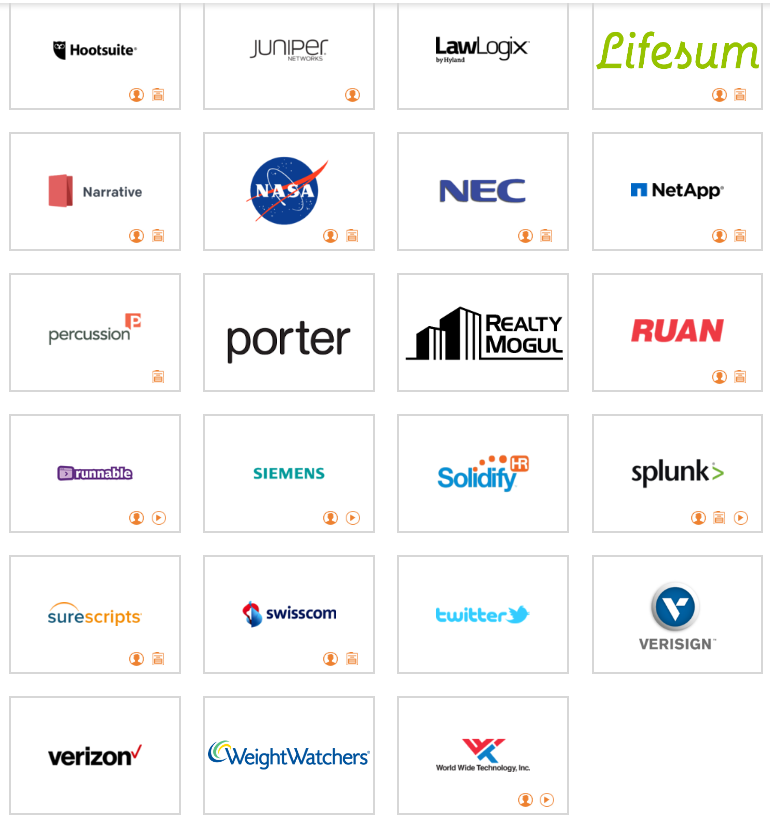 Hootsuite®
JUNIPER
NETWORKS
LawLogix
by Hyland
Lifesum
Narrative
NASA
NEC
NetApp®
percussion P
porter
REALTY
MOGUL
RUAN
runnable
SIEMENS
Solidify HR
splunk>
surescripts
swisscom
twitter
VERISIGN™
verizon✓
WeightWatchers®
World Wide Technology, Inc.